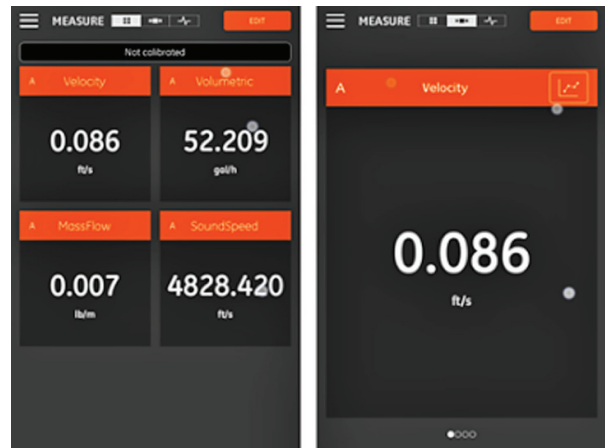 MEASURE EDIT
Not calibrated
A Velocity
0.086
ft/s
A Volumetric
52.209
gal/h
A MassFlow
0.007
lb/m
A SoundSpeed
4828.420
ft/s
MEASURE EDIT
A Velocity
0.086
ft/s